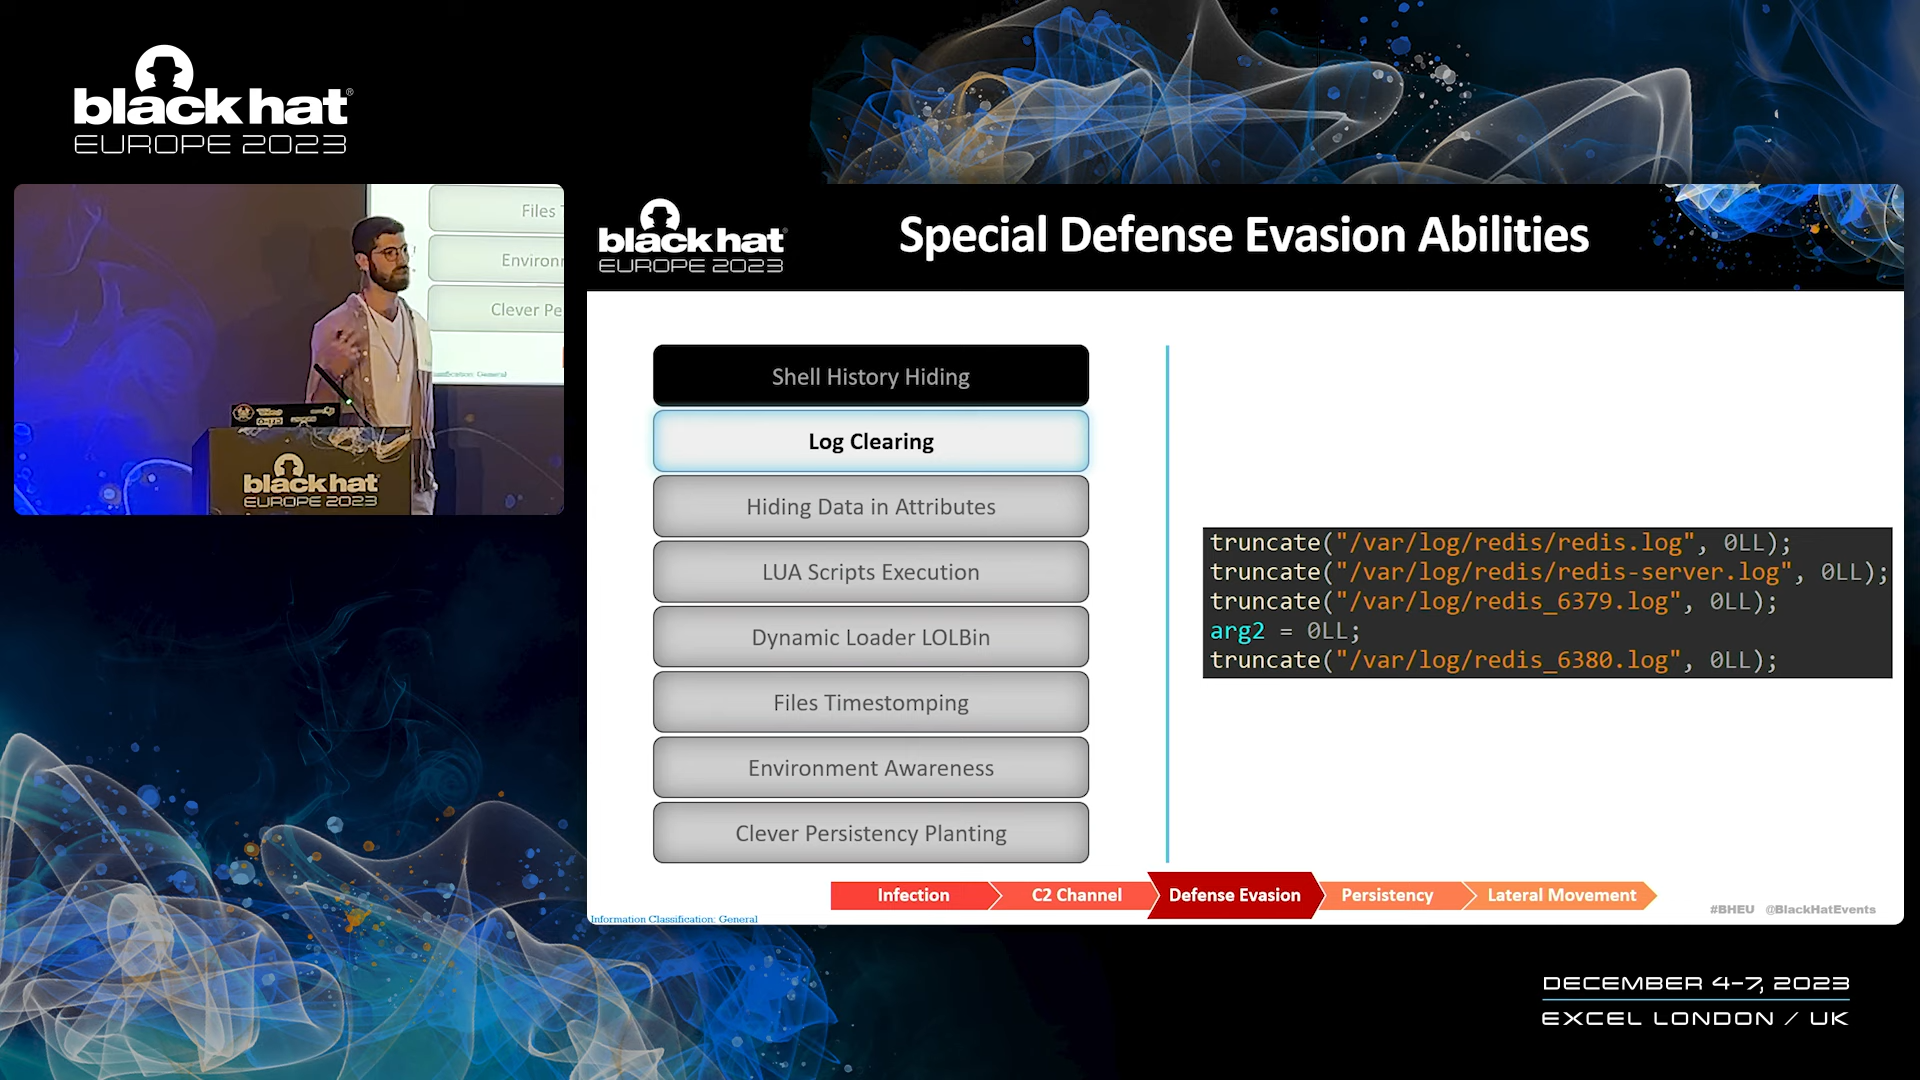 black hat®
EUROPE 2023
Files
Environ
Clever Pe
black hat
EUROPE 2023
black hat
EUROPE 2023
Special Defense Evasion Abilities
Shell History Hiding
Log Clearing
Hiding Data in Attributes
LUA Scripts Execution
Dynamic Loader LOLBin
Files Timestomping
Environment Awareness
Clever Persistency Planting
truncate("/var/log/redis/redis.log", 0LL);
truncate("/var/log/redis/redis-server.log", 0LL);
truncate("/var/log/redis_6379.log", 0LL);
arg2 = 0LL;
truncate("/var/log/redis_6380.log", 0LL);
Infection
C2 Channel
Defense Evasion
Persistency
Lateral Movement
Information Classification: General
#BHEU @BlackHatEvents
DECEMBER 4-7, 2023
EXCEL LONDON / UK